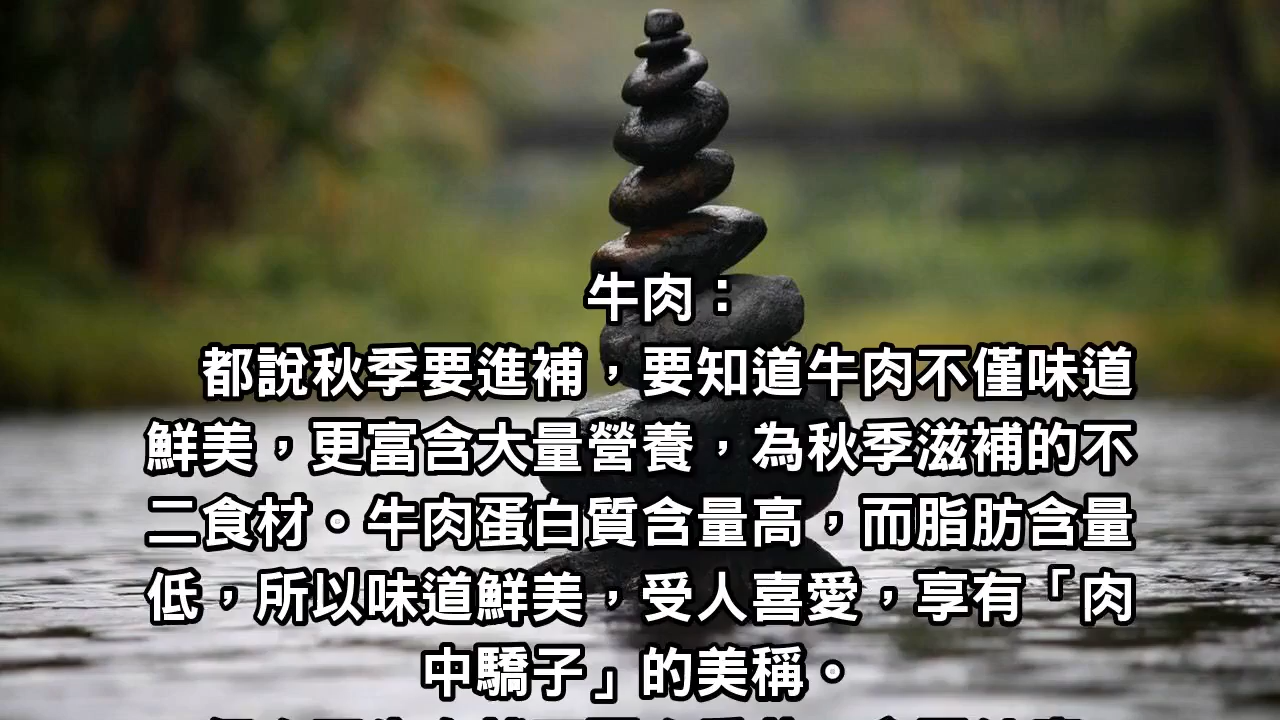 牛肉：
都說秋季要進補，要知道牛肉不僅味道
鮮美，更富含大量營養，為秋季滋補的不
二食材。牛肉蛋白質含量高，而脂肪含量
低，所以味道鮮美，受人喜愛，享有「肉
中驕子」的美稱。